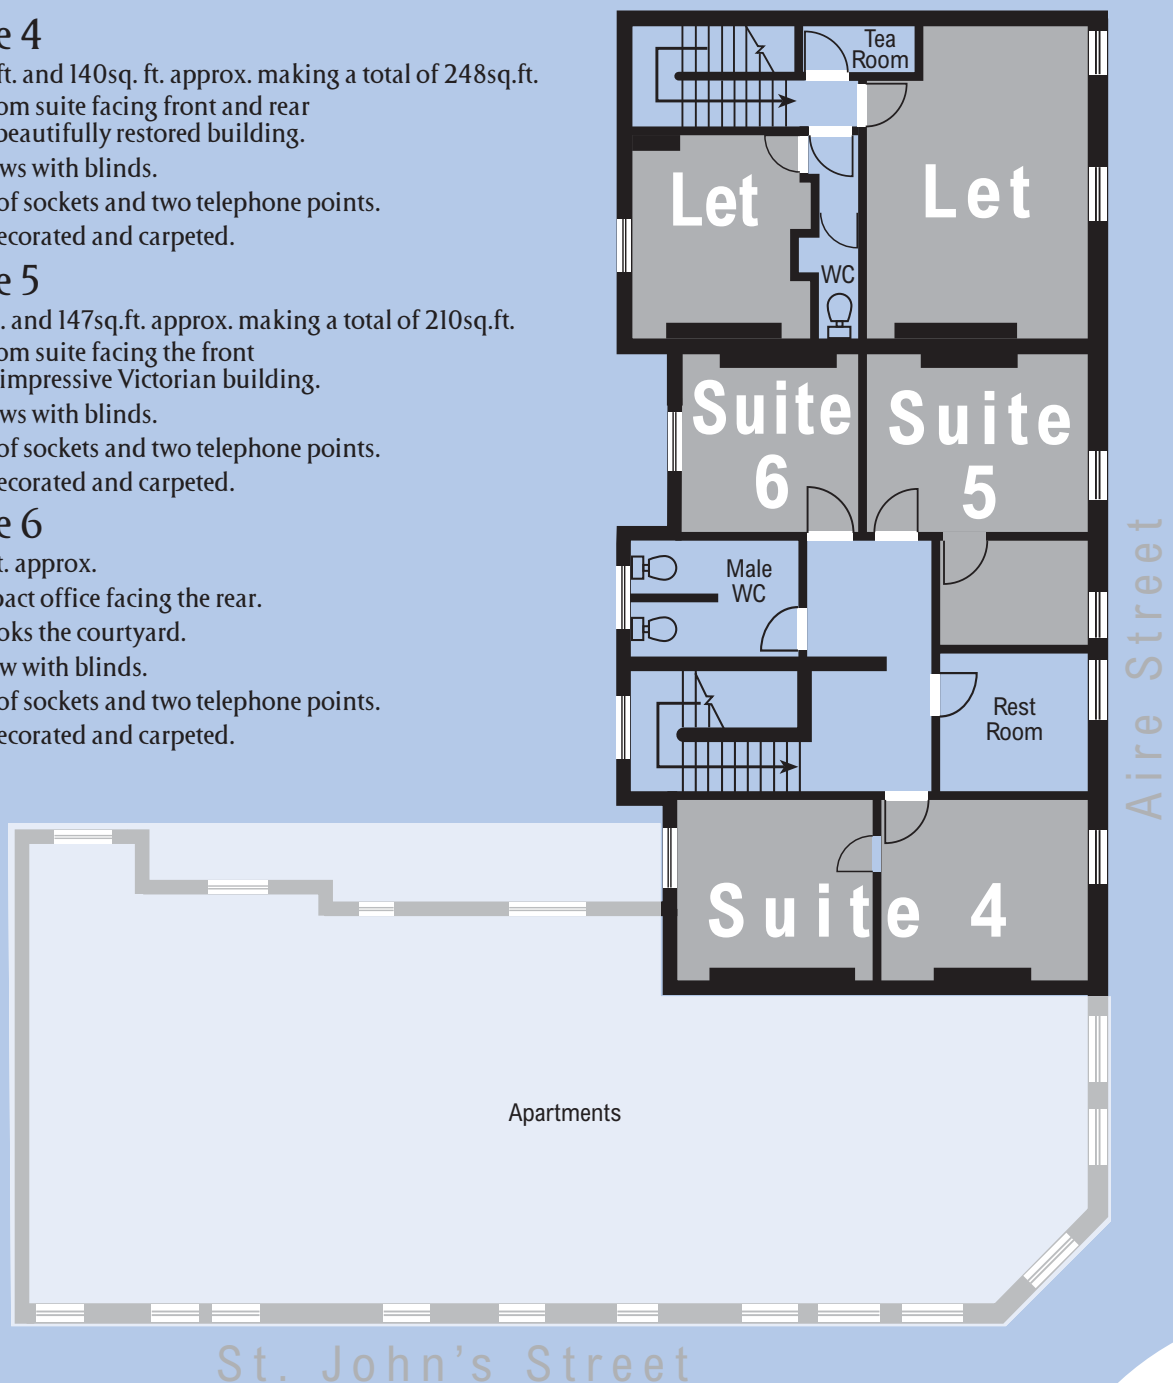 e 4
ft. and 140sq. ft. approx. making a total of 248sq.ft.
om suite facing front and rear
beautifully restored building.
ws with blinds.
of sockets and two telephone points.
ecorated and carpeted.
e 5
. and 147sq.ft. approx. making a total of 210sq.ft.
om suite facing the front
impressive Victorian building.
ws with blinds.
of sockets and two telephone points.
ecorated and carpeted.
e 6
t. approx.
pact office facing the rear.
oks the courtyard.
w with blinds.
of sockets and two telephone points.
ecorated and carpeted.
Tea
Room
Let
Let
WC
Suite
6
Suite
5
Male
WC
Rest
Room
Suite 4
Aire Street
Apartments
St. John's Street